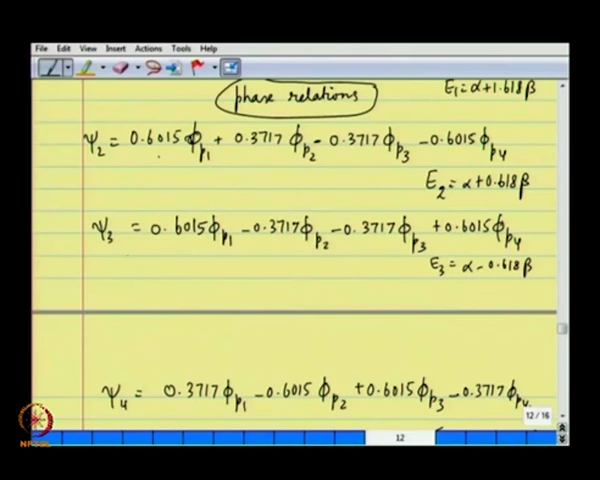 File Edit View Insert Actions Tools Help
phase relations E₁ = α + 1.618β
Ψ₂ = 0.6015 ϕp₁ + 0.3717 ϕp₂ - 0.3717 ϕp₃ - 0.6015 ϕp₄
E₂ = α + 0.618β
Ψ₃ = 0.6015 ϕp₁ - 0.3717 ϕp₂ - 0.3717 ϕp₃ + 0.6015 ϕp₄
E₃ = α - 0.618β
Ψ₄ = 0.3717 ϕp₁ - 0.6015 ϕp₂ + 0.6015 ϕp₃ - 0.3717 ϕp₄
12/16
12
NPTEL